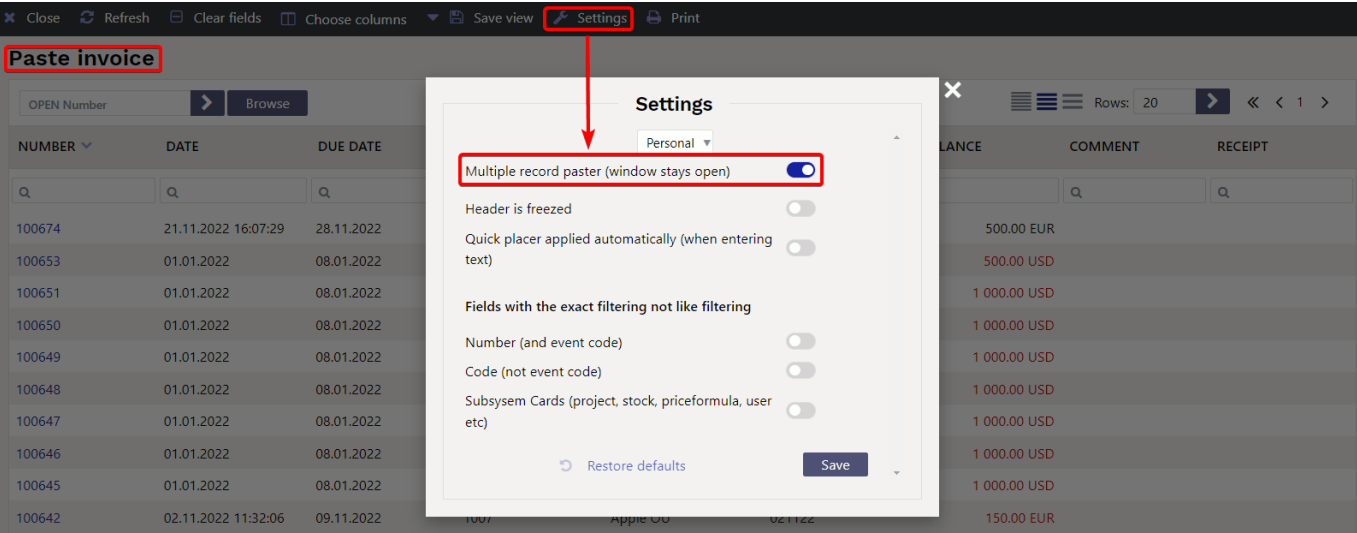 Close Refresh Clear fields Choose columns Save view Settings Print
Paste invoice
OPEN Number Browse Rows: 20 1
Settings
Personal
NUMBER DATE DUE DATE LANCE COMMENT RECEIPT
Multiple record paster (window stays open)
Header is freezed
Quick placer applied automatically (when entering
text)
Fields with the exact filtering not like filtering
Number (and event code)
Code (not event code)
Subsysem Cards (project, stock, priceformula, user
etc)
Restore defaults Save
100674 21.11.2022 16:07:29 28.11.2022 500.00 EUR
100653 01.01.2022 08.01.2022 500.00 USD
100651 01.01.2022 08.01.2022 1 000.00 USD
100650 01.01.2022 08.01.2022 1 000.00 USD
100649 01.01.2022 08.01.2022 1 000.00 USD
100648 01.01.2022 08.01.2022 1 000.00 USD
100647 01.01.2022 08.01.2022 1 000.00 USD
100646 01.01.2022 08.01.2022 1 000.00 USD
100645 01.01.2022 08.01.2022 1 000.00 USD
100642 02.11.2022 11:32:06 09.11.2022 1007 Apple OÜ 021122 150.00 EUR